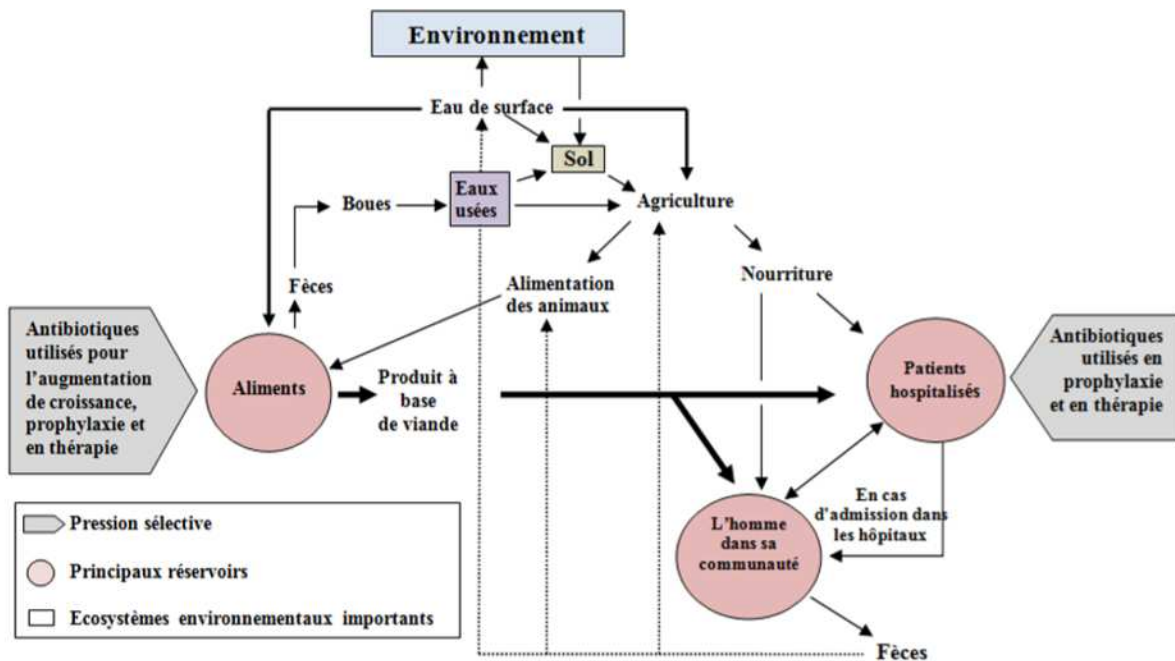 Environnement
Eau de surface
Sol
Boues
Eaux
usées
Agriculture
Fèces
Alimentation
des animaux
Nourriture
Antibiotiques
utilisés pour
l'augmentation
de croissance,
prophylaxie et
en thérapie
Aliments
Produit à
base
de viande
Patients
hospitalisés
Antibiotiques
utilisés en
prophylaxie
et en thérapie
En cas
d'admission dans
les hôpitaux
L'homme
dans sa
communauté
Fèces
Pression sélective
Principaux réservoirs
Ecosystèmes environnementaux importants